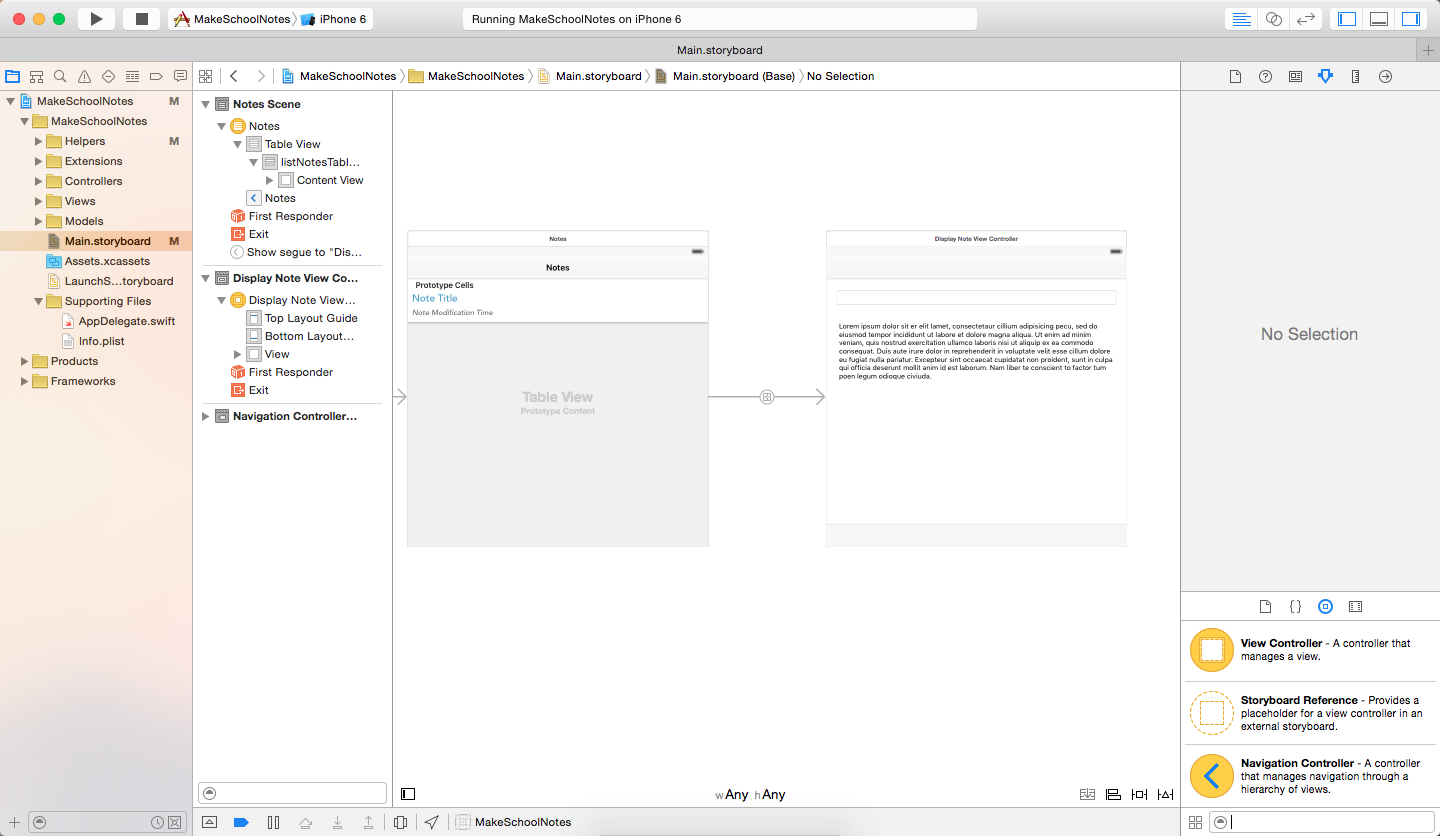 MakeSchoolNotes iPhone 6
Running MakeSchoolNotes on iPhone 6
Main.storyboard
MakeSchoolNotes MakeSchoolNotes Main.storyboard Main.storyboard (Base) No Selection
MakeSchoolNotes M
MakeSchoolNotes
Helpers M
Extensions
Controllers
Views
Models
Main.storyboard M
Assets.xcassets
LaunchS...toryboard
Supporting Files
AppDelegate.swift
Info.plist
Products
Frameworks
Notes Scene
Notes
Table View
listNotesTabl...
Content View
Notes
First Responder
Exit
Show segue to "Dis...
Display Note View Co...
Display Note View...
Top Layout Guide
Bottom Layout...
View
First Responder
Exit
Navigation Controller...
Notes
Notes
Prototype Cells
Note Title
Note Modification Time
Table View
Prototype Content
Display Note View Controller
Lorem ipsum dolor sit er elit lamet, consectetaur cillium adipisicing pecu, sed do
eiusmod tempor incididunt ut labore et dolore magna aliqua. Ut enim ad minim
veniam, quis nostrud exercitation ullamco laboris nisi ut aliquip ex ea commodo
consequat. Duis aute irure dolor in reprehenderit in voluptate velit esse cillum dolore
eu fugiat nulla pariatur. Excepteur sint occaecat cupidatat non proident, sunt in culpa
qui officia deserunt mollit anim id est laborum. Nam liber te conscient to factor tum
poen legum odioque civiuda.
wAny hAny
MakeSchoolNotes
No Selection
View Controller - A controller that
manages a view.
Storyboard Reference - Provides a
placeholder for a view controller in an
external storyboard.
Navigation Controller - A controller
that manages navigation through a
hierarchy of views.